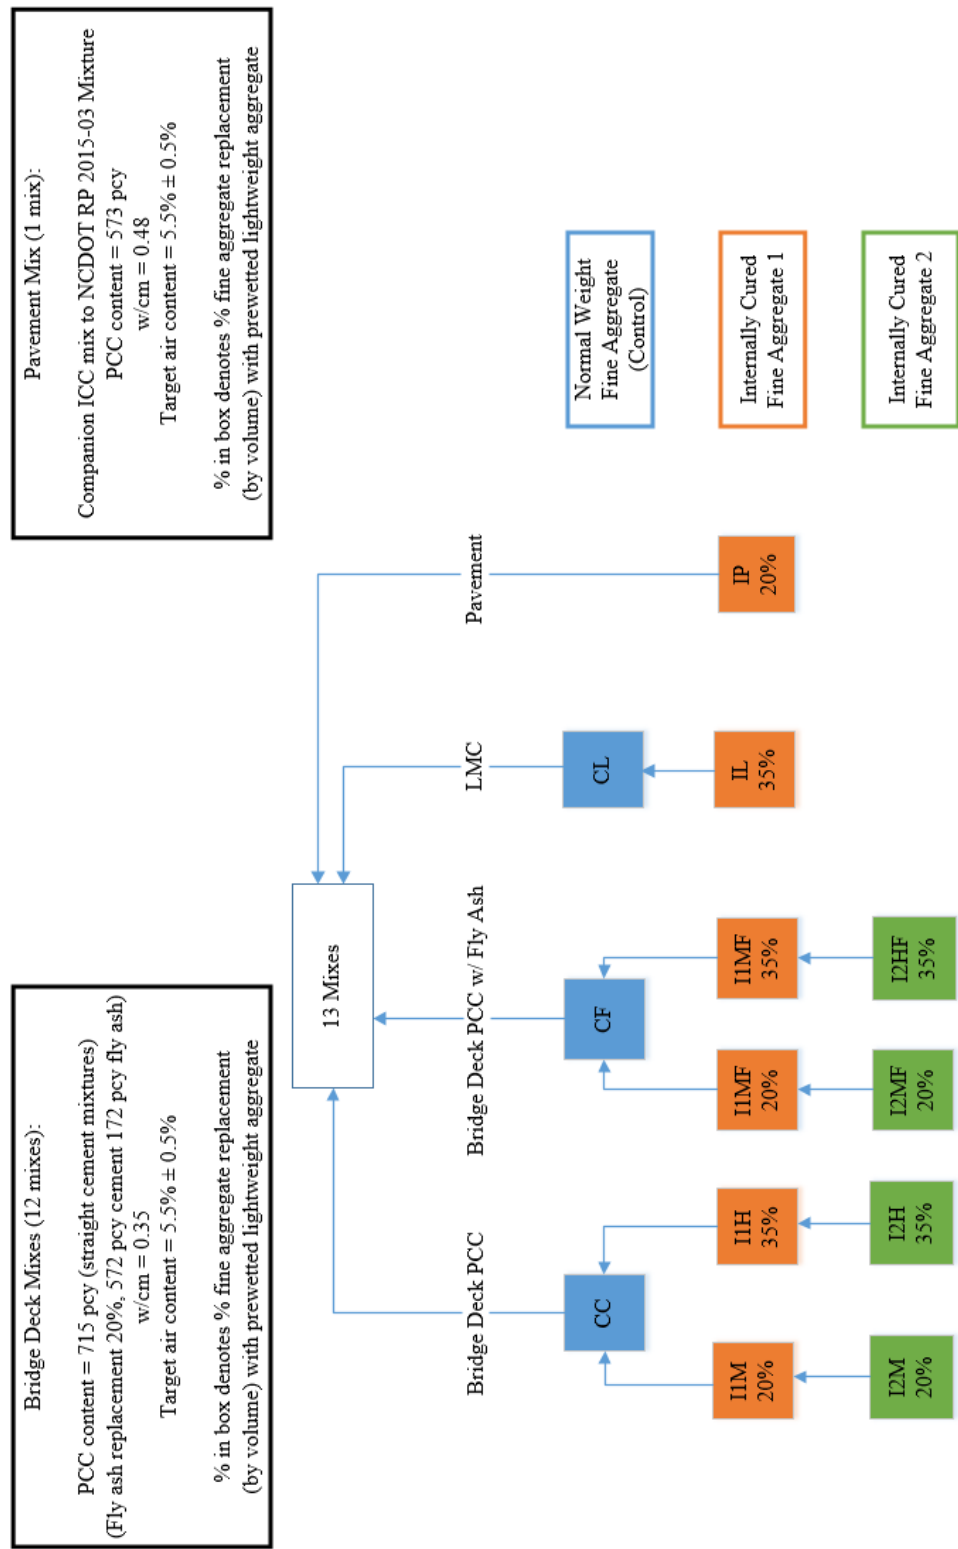 Bridge Deck Mixes (12 mixes):
PCC content = 715 pcy (straight cement mixtures)
(Fly ash replacement 20%, 572 pcy cement 172 pcy fly ash)
w/cm = 0.35
Target air content = 5.5% ± 0.5%
% in box denotes % fine aggregate replacement
(by volume) with prewetted lightweight aggregate
Pavement Mix (1 mix):
Companion ICC mix to NCDOT RP 2015-03 Mixture
PCC content = 573 pcy
w/cm = 0.48
Target air content = 5.5% ± 0.5%
% in box denotes % fine aggregate replacement
(by volume) with prewetted lightweight aggregate
13 Mixes
Bridge Deck PCC
Bridge Deck PCC w/ Fly Ash
LMC
Pavement
CC
CF
CL
Normal Weight
Fine Aggregate
(Control)
I1M
20%
I1H
35%
I1MF
20%
I1MF
35%
IL
35%
IP
20%
Internally Cured
Fine Aggregate 1
I2M
20%
I2H
35%
I2MF
20%
I2HF
35%
Internally Cured
Fine Aggregate 2